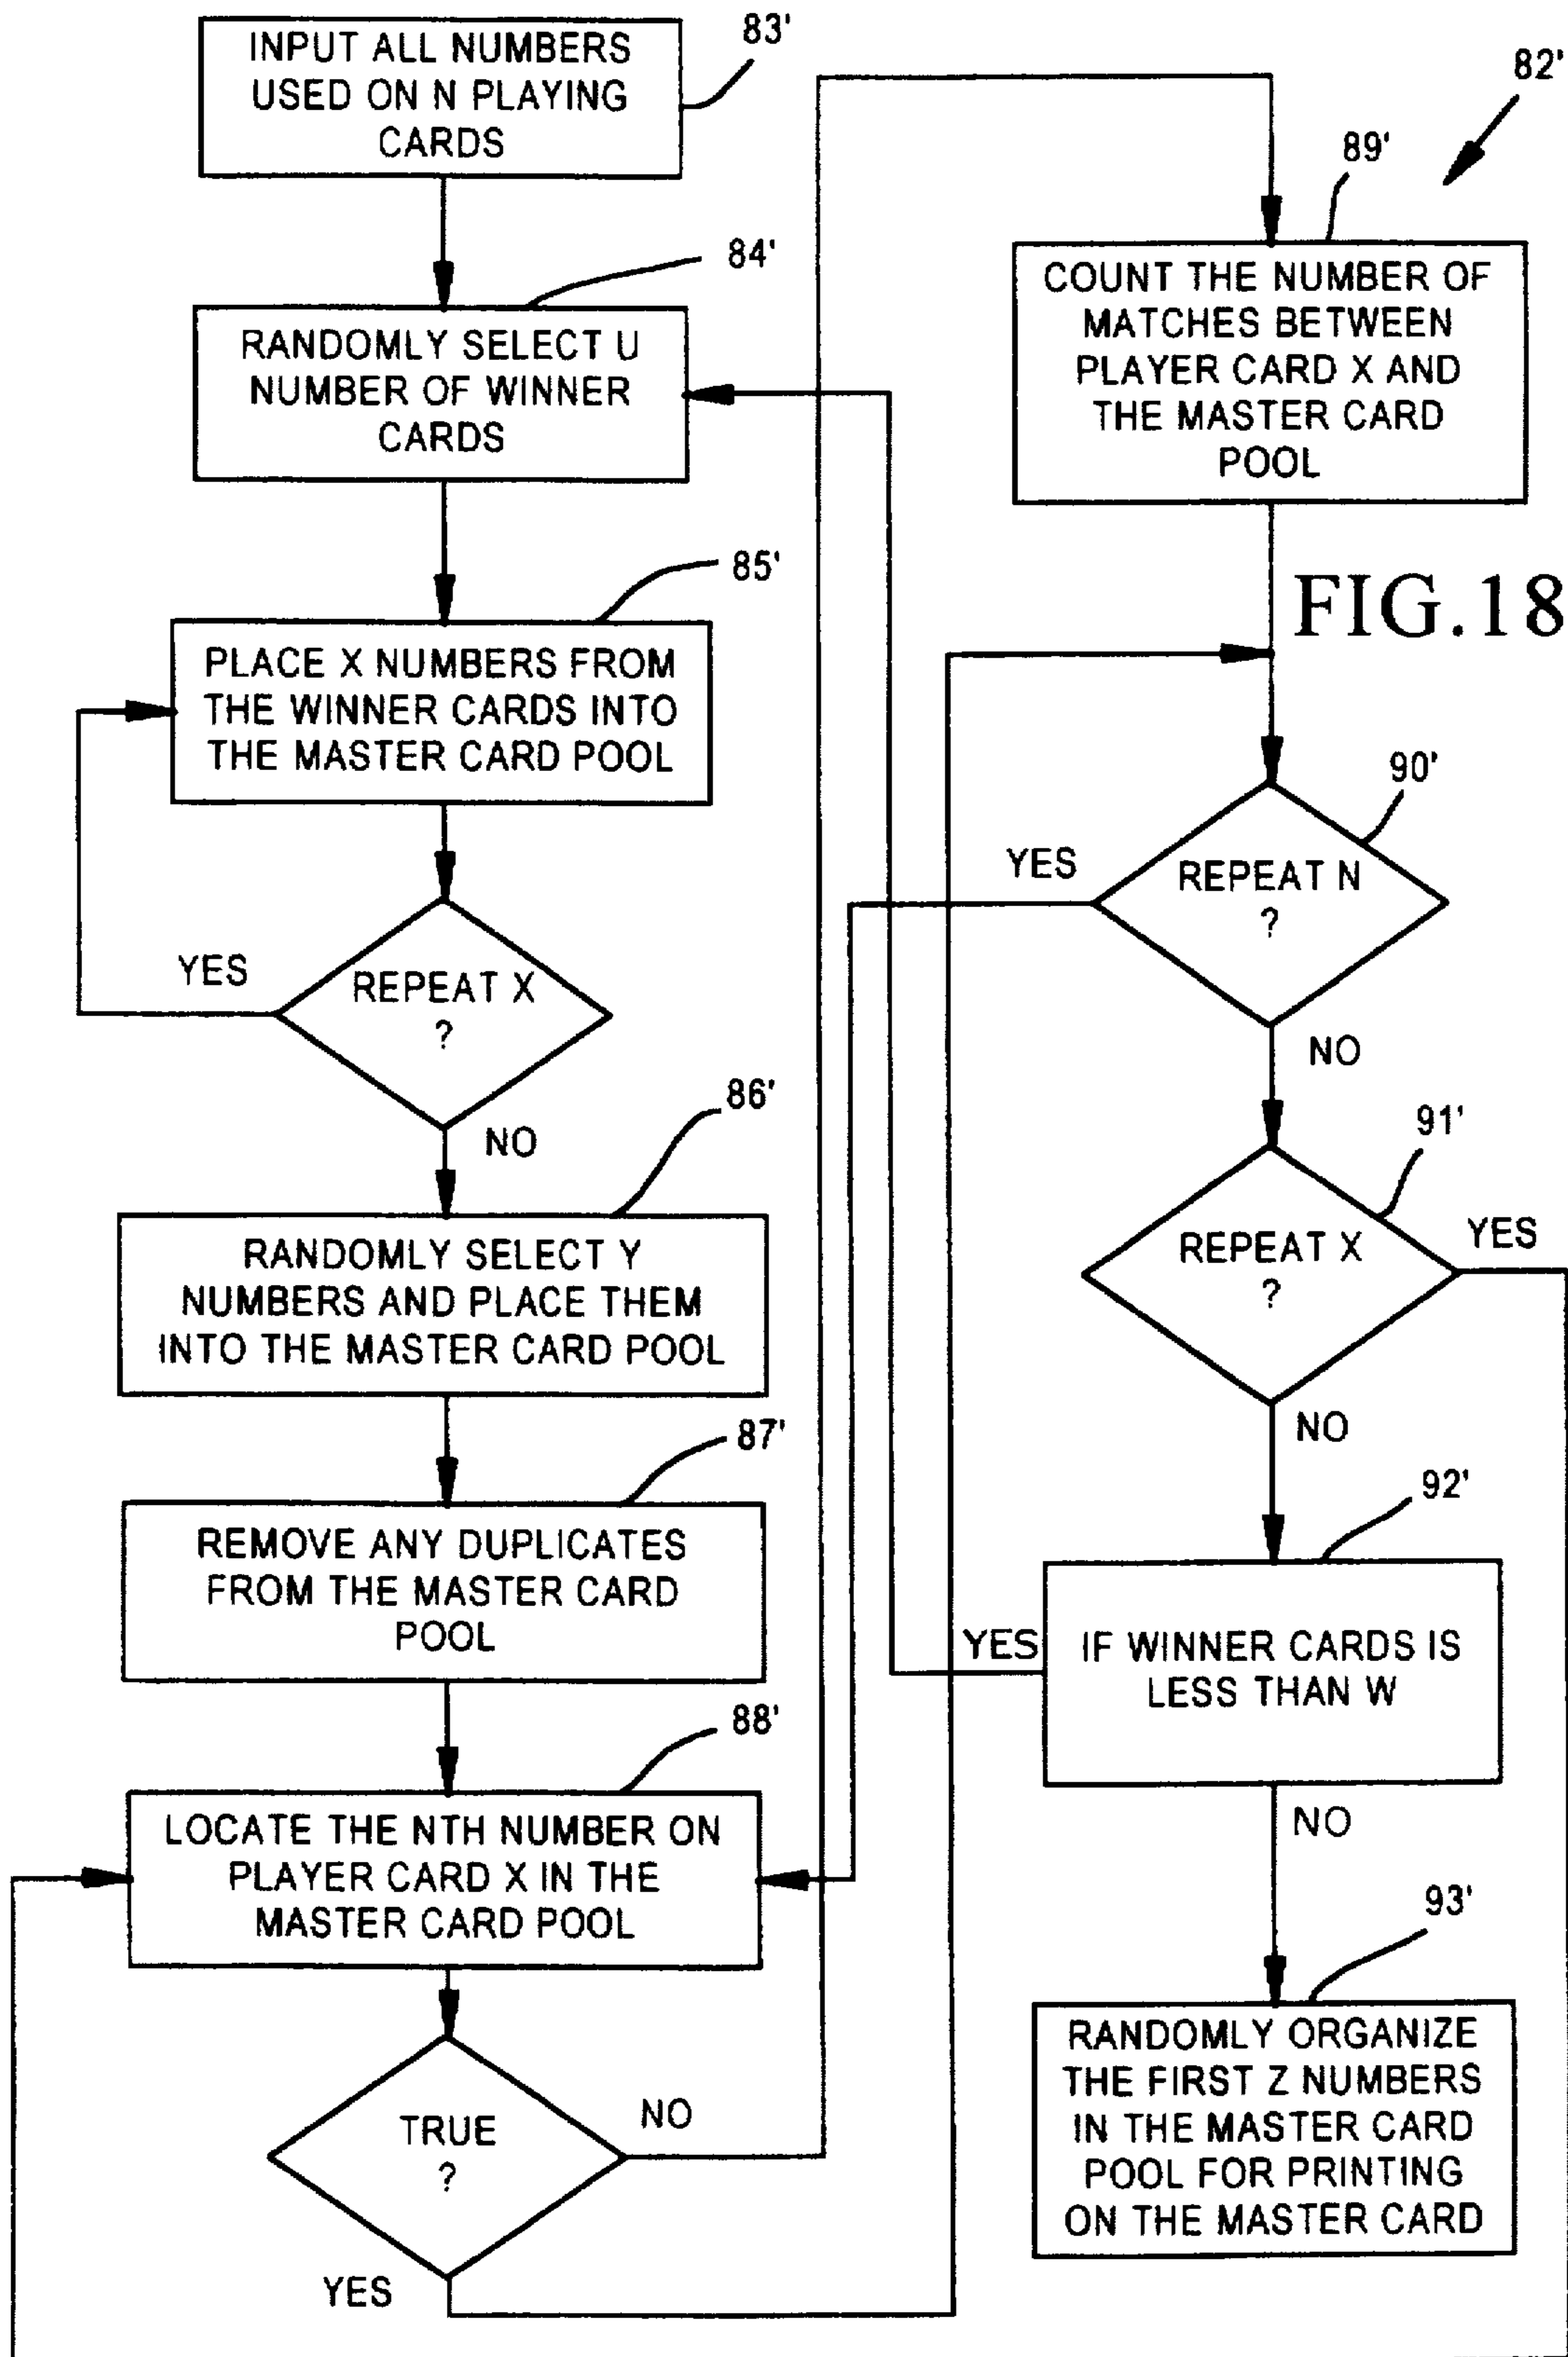 83'
INPUT ALL NUMBERS
USED ON N PLAYING
CARDS
84'
RANDOMLY SELECT U
NUMBER OF WINNER
CARDS
85'
PLACE X NUMBERS FROM
THE WINNER CARDS INTO
THE MASTER CARD POOL
YES
REPEAT X
?
NO
86'
RANDOMLY SELECT Y
NUMBERS AND PLACE THEM
INTO THE MASTER CARD POOL
87'
REMOVE ANY DUPLICATES
FROM THE MASTER CARD
POOL
88'
LOCATE THE NTH NUMBER ON
PLAYER CARD X IN THE
MASTER CARD POOL
TRUE
?
NO
YES
82'
89'
COUNT THE NUMBER OF
MATCHES BETWEEN
PLAYER CARD X AND
THE MASTER CARD
POOL
FIG.18
90'
YES
REPEAT N
?
NO
91'
REPEAT X
?
YES
NO
92'
YES
IF WINNER CARDS IS
LESS THAN W
NO
93'
RANDOMLY ORGANIZE
THE FIRST Z NUMBERS
IN THE MASTER CARD
POOL FOR PRINTING
ON THE MASTER CARD